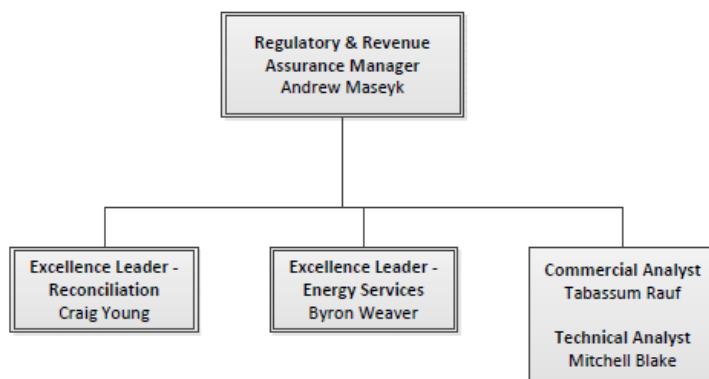 Regulatory & Revenue
Assurance Manager
Andrew Maseyk
Excellence Leader -
Reconciliation
Craig Young
Excellence Leader -
Energy Services
Byron Weaver
Commercial Analyst
Tabassum Rauf
Technical Analyst
Mitchell Blake